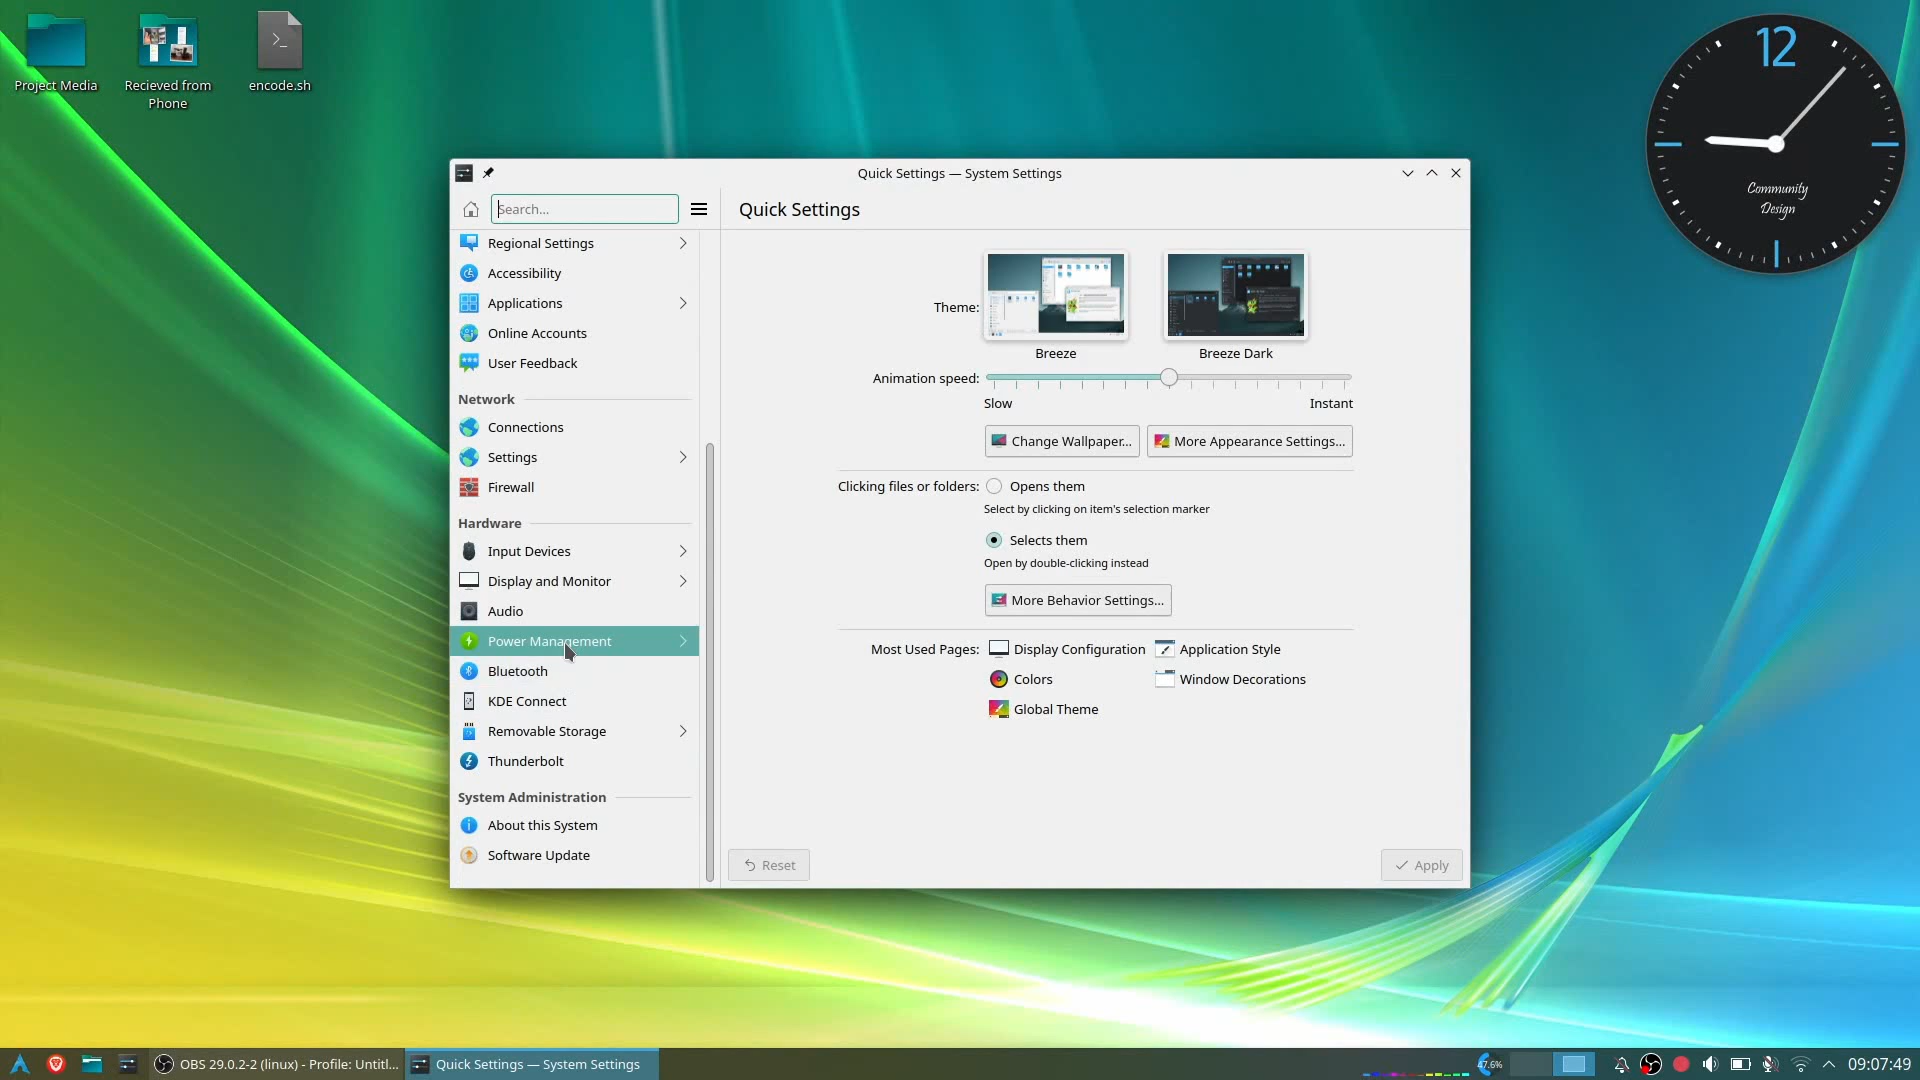 Project Media
Recieved from
Phone
encode.sh
12
Community
Design
Quick Settings — System Settings
Search...
Quick Settings
Regional Settings
Accessibility
Applications
Online Accounts
User Feedback
Network
Connections
Settings
Firewall
Hardware
Input Devices
Display and Monitor
Audio
Power Management
Bluetooth
KDE Connect
Removable Storage
Thunderbolt
System Administration
About this System
Software Update
Theme:
Breeze
Breeze Dark
Animation speed:
Slow
Instant
Change Wallpaper...
More Appearance Settings...
Clicking files or folders:
Opens them
Select by clicking on item's selection marker
Selects them
Open by double-clicking instead
More Behavior Settings...
Most Used Pages:
Display Configuration
Application Style
Colors
Window Decorations
Global Theme
Reset
Apply
OBS 29.0.2-2 (linux) - Profile: Untitl...
Quick Settings — System Settings
47.6%
09:07:49